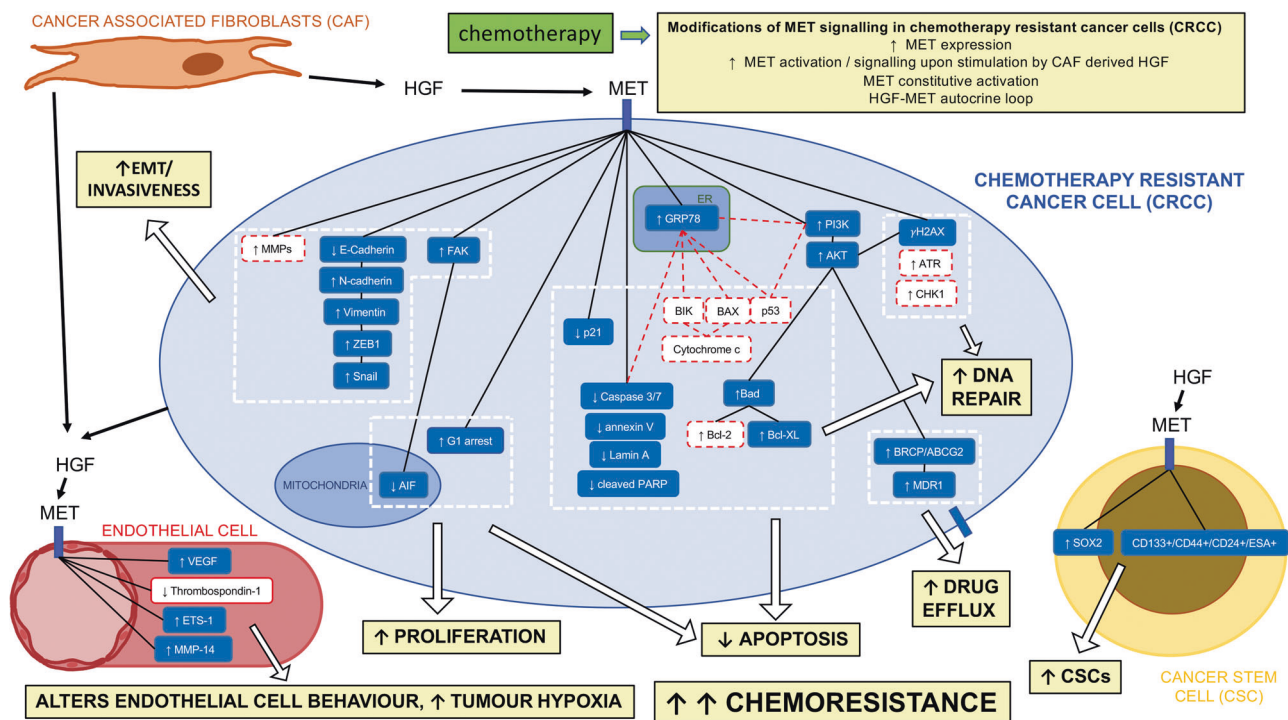 CANCER ASSOCIATED FIBROBLASTS (CAF)
chemotherapy
Modifications of MET signalling in chemotherapy resistant cancer cells (CRCC)
↑ MET expression
↑ MET activation / signalling upon stimulation by CAF derived HGF
MET constitutive activation
HGF-MET autocrine loop
HGF
MET
↑EMT/
INVASIVENESS
CHEMOTHERAPY RESISTANT
CANCER CELL (CRCC)
ER
↑ GRP78
↑ PI3K
↑ AKT
γH2AX
↑ ATR
↑ CHK1
↑ MMPs
↓ E-Cadherin
↑ N-cadherin
↑ Vimentin
↑ ZEB1
↑ Snail
↑ FAK
↓ p21
BIK
BAX
p53
Cytochrome c
↓ Caspase 3/7
↓ annexin V
↓ Lamin A
↓ cleaved PARP
↑Bad
↑ Bcl-2
↑ Bcl-XL
↑ DNA
REPAIR
↑ G1 arrest
MITOCHONDRIA
↓ AIF
↑ BRCP/ABCG2
↑ MDR1
HGF
MET
↑ SOX2
CD133+/CD44+/CD24+/ESA+
HGF
MET
ENDOTHELIAL CELL
↑ VEGF
↓ Thrombospondin-1
↑ ETS-1
↑ MMP-14
↑ PROLIFERATION
↓ APOPTOSIS
↑ DRUG
EFFLUX
↑ CSCs
CANCER STEM
CELL (CSC)
ALTERS ENDOTHELIAL CELL BEHAVIOUR, ↑ TUMOUR HYPOXIA
↑ ↑ CHEMORESISTANCE